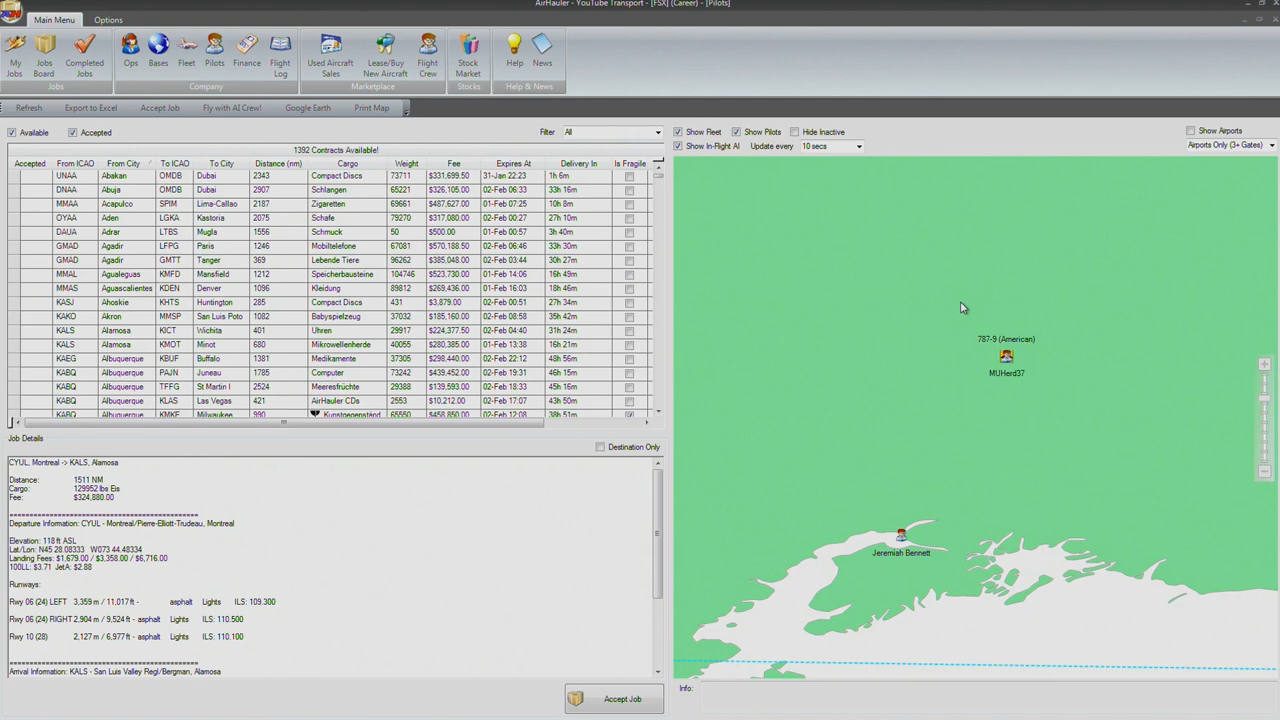 AirHauler - YouTube Transport - [FSX] (Career) - [Pilots]
Main Menu Options
My Jobs
Jobs Board
Completed Jobs
Ops
Bases
Fleet
Pilots
Finance
Flight Log
Used Aircraft Sales
Lease/Buy New Aircraft
Flight Crew
Stock Market
Help
News
Jobs Company Marketplace Stocks Help & News
Refresh Export to Excel Accept Job Fly with AI Crew! Google Earth Print Map
Available Accepted Filter All
1392 Contracts Available!
Accepted From ICAO From City To ICAO To City Distance (nm) Cargo Weight Fee Expires At Delivery In Is Fragile
UNAA Abakan OMDB Dubai 2343 Compact Discs 73711 $331,699.50 31-Jan 22:23 1h 6m
DNAA Abuja OMDB Dubai 2907 Schlangen 65221 $326,105.00 02-Feb 06:33 33h 16m
MMAA Acapulco SPIM Lima-Callao 2187 Zigaretten 69661 $487,627.00 01-Feb 07:25 10h 8m
OYAA Aden LGKA Kastoria 2075 Schafe 79270 $317,080.00 02-Feb 00:27 27h 10m
DAUA Adrar LTBS Mugla 1556 Schmuck 50 $500.00 01-Feb 00:57 3h 40m
GMAD Agadir LFPG Paris 1246 Mobiltelefone 67081 $570,188.50 02-Feb 06:46 33h 30m
GMAD Agadir GMTT Tanger 369 Lebende Tiere 96262 $385,048.00 02-Feb 03:44 30h 27m
MMAL Agualeguas KMFD Mansfield 1212 Speicherbausteine 104746 $523,730.00 01-Feb 14:06 16h 49m
MMAS Aguascalientes KDEN Denver 1096 Kleidung 89812 $269,436.00 01-Feb 16:03 18h 46m
KASJ Ahoskie KHTS Huntington 285 Compact Discs 431 $3,879.00 02-Feb 00:51 27h 34m
KAKO Akron MMSP San Luis Poto 1082 Babyspielzeug 37032 $185,160.00 02-Feb 08:58 35h 42m
KALS Alamosa KICT Wichita 401 Uhren 29917 $224,377.50 02-Feb 04:40 31h 24m
KALS Alamosa KMOT Minot 680 Mikrowellenherde 40055 $280,385.00 01-Feb 13:38 16h 21m
KAEG Albuquerque KBUF Buffalo 1381 Medikamente 37305 $298,440.00 02-Feb 22:12 48h 56m
KABQ Albuquerque PAJN Juneau 1785 Computer 73242 $439,452.00 02-Feb 19:31 46h 15m
KABQ Albuquerque TFFG St Martin I 2524 Meeresfrüchte 29388 $139,593.00 02-Feb 18:33 45h 16m
KABQ Albuquerque KLAS Las Vegas 421 AirHauler CDs 2553 $10,212.00 02-Feb 17:07 43h 50m
KABQ Albuquerque KMKE Milwaukee 990 Kunstgegenständ 65550 $458,850.00 02-Feb 12:08 38h 51m
Job Details
Destination Only
CYUL, Montreal -> KALS, Alamosa
Distance: 1511 NM
Cargo: 129952 lbs Eis
Fee: $324,880.00
==============================================
Departure Information: CYUL - Montreal/Pierre-Elliott-Trudeau, Montreal
Elevation: 118 ft ASL
Lat/Lon: N45 28.08333 W073 44.48334
Landing Fees: $1,679.00 / $3,358.00 / $6,716.00
100LL: $3.71 JetA: $2.88
Runways:
Rwy 06 (24) LEFT 3,359 m / 11,017 ft - asphalt Lights ILS: 109.300
Rwy 06 (24) RIGHT 2.904 m / 9,524 ft - asphalt Lights ILS: 110.500
Rwy 10 (28) 2,127 m / 6.977 ft - asphalt Lights ILS: 110.100
==============================================
Arrival Information: KALS - San Luis Valley Regl/Bergman, Alamosa
Accept Job
Show Fleet Show Pilots Hide Inactive
Show In-Flight AI Update every 10 secs
Show Airports
Airports Only (3+ Gates)
787-9 (American)
MUHerd37
Jeremiah Bennett
Info: